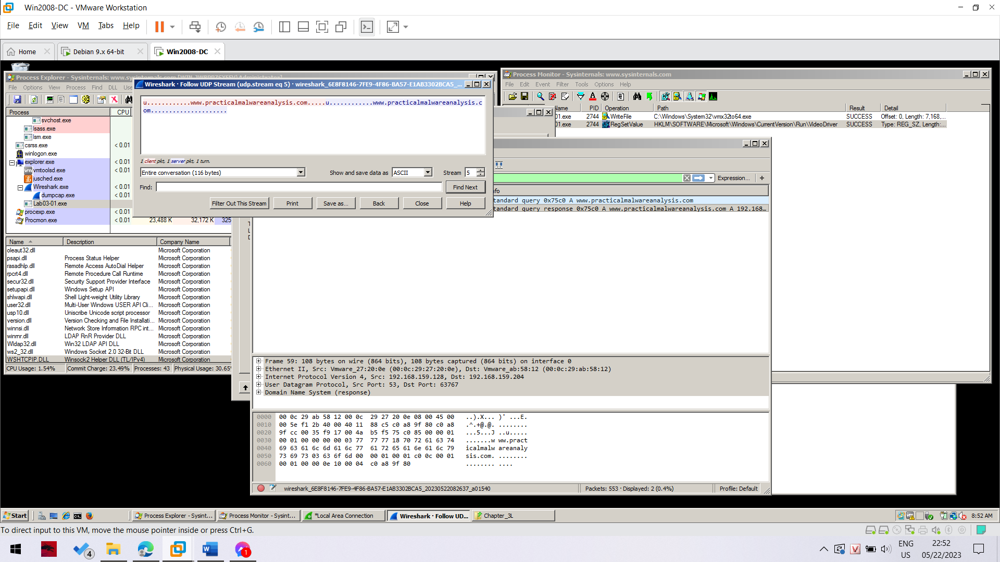 Win2008-DC - VMware Workstation
File Edit View VM Tabs Help
Home
Debian 9.x 64-bit
Win2008-DC
Process Explorer - Sysinternals: www.sysinternals.com
File Options View Process Find DLL
Process CPU
svchost.exe
lsass.exe
lsm.exe
csrss.exe < 0.01
winlogon.exe
explorer.exe < 0.01
vmtoolsd.exe < 0.01
jusched.exe
Wireshark.exe < 0.01
dumpcap.exe < 0.01
Lab03-01.exe
procexp.exe < 0.01
Procmon.exe < 0.01 23,488 K 32,172 K 325
Name Description Company Name
oleaut32.dll Microsoft Corporation
psapi.dll Process Status Helper Microsoft Corporation
rasadhlp.dll Remote Access AutoDial Helper Microsoft Corporation
rpcrt4.dll Remote Procedure Call Runtime Microsoft Corporation
secur32.dll Security Support Provider Interface Microsoft Corporation
setupapi.dll Windows Setup API Microsoft Corporation
shlwapi.dll Shell Light-weight Utility Library Microsoft Corporation
user32.dll Multi-User Windows USER API Cli... Microsoft Corporation
usp10.dll Uniscribe Unicode script processor Microsoft Corporation
version.dll Version Checking and File Installati... Microsoft Corporation
winnsi.dll Network Store Information RPC int... Microsoft Corporation
winrnr.dll LDAP RnR Provider DLL Microsoft Corporation
Wldap32.dll Win32 LDAP API DLL Microsoft Corporation
ws2_32.dll Windows Socket 2.0 32-Bit DLL Microsoft Corporation
WSHTCPIP.DLL Winsock2 Helper DLL (TL/IPv4) Microsoft Corporation
CPU Usage: 1.54% Commit Charge: 23.49% Processes: 43 Physical Usage: 30.65%
Wireshark · Follow UDP Stream (udp.stream eq 5) · wireshark_6E8F8146-7FE9-4F86-BA57-E1AB3302BCA5_...
u............www.practicalmalwareanalysis.com.....u............www.practicalmalwareanalysis.c
om.....................
1 client pkt, 1 server pkt, 1 turn.
Entire conversation (116 bytes) Show and save data as ASCII Stream 5
Find: Find Next
Filter Out This Stream Print Save as... Back Close Help
Process Monitor - Sysinternals: www.sysinternals.com
File Edit Event Filter Tools Options Help
Name PID Operation Path Result Detail
01.exe 2744 WriteFile C:\Windows\System32\vmx32to64.exe SUCCESS Offset: 0, Length: 7,168,...
01.exe 2744 RegSetValue HKLM\SOFTWARE\Microsoft\Windows\CurrentVersion\Run\VideoDriver SUCCESS Type: REG_SZ, Length:...
Expression... +
nfo
tandard query 0x75c0 A www.practicalmalwareanalysis.com
tandard query response 0x75c0 A www.practicalmalwareanalysis.com A 192.168...
Frame 59: 108 bytes on wire (864 bits), 108 bytes captured (864 bits) on interface 0
Ethernet II, Src: Vmware_27:20:0e (00:0c:29:27:20:0e), Dst: Vmware_ab:58:12 (00:0c:29:ab:58:12)
Internet Protocol Version 4, Src: 192.168.159.128, Dst: 192.168.159.204
User Datagram Protocol, Src Port: 53, Dst Port: 63767
Domain Name System (response)
0000 00 0c 29 ab 58 12 00 0c 29 27 20 0e 08 00 45 00 ..).X... )' ...E.
0010 00 5e f1 2b 40 00 40 11 88 c5 c0 a8 9f 80 c0 a8 .^.+@.@. ........
0020 9f cc 00 35 f9 17 00 4a b5 f5 75 c0 85 00 00 01 ...5...J ..u.....
0030 00 01 00 00 00 00 03 77 77 77 18 70 72 61 63 74 .......w ww.pract
0040 69 63 61 6c 6d 61 6c 77 61 72 65 61 6e 61 6c 79 icalmalw areanaly
0050 73 69 73 03 63 6f 6d 00 00 01 00 01 c0 0c 00 01 sis.com. ........
0060 00 01 00 00 0e 10 00 04 c0 a8 9f 80 ........ ....
wireshark_6E8F8146-7FE9-4F86-BA57-E1AB3302BCA5_20230522082637_a01540 Packets: 553 · Displayed: 2 (0.4%) Profile: Default
Start Process Explorer - Sysint... Process Monitor - Sysint... *Local Area Connection Wireshark · Follow UD... Chapter_3L 8:52 AM
To direct input to this VM, move the mouse pointer inside or press Ctrl+G.
4
1
ENG
US
22:52
05/22/2023